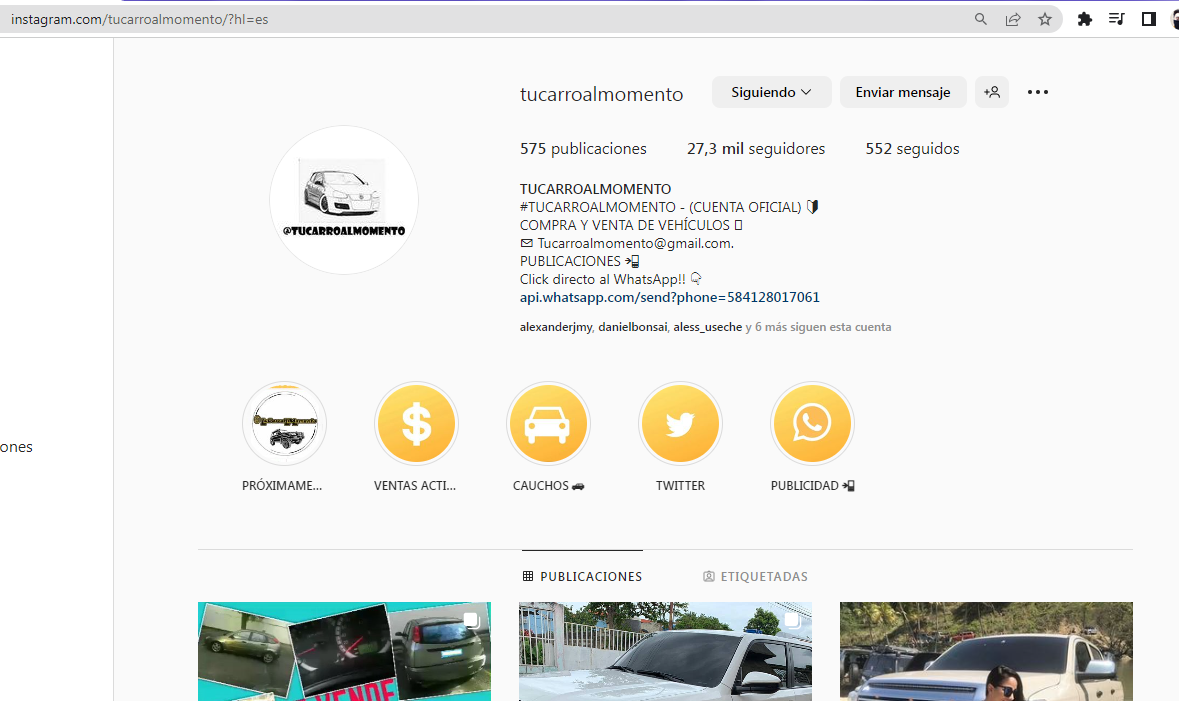 instagram.com/tucarroalmomento/?hl=es
tucarroalmomento Siguiendo Enviar mensaje
575 publicaciones 27,3 mil seguidores 552 seguidos
TUCARROALMOMENTO
#TUCARROALMOMENTO - (CUENTA OFICIAL) 🔰
COMPRA Y VENTA DE VEHÍCULOS
✉ Tucarroalmomento@gmail.com.
PUBLICACIONES 📲
Click directo al WhatsApp!! 👇
api.whatsapp.com/send?phone=584128017061
alexanderjmy, danielbonsai, aless_useche y 6 más siguen esta cuenta
@TUCARROALMOMENTO
ones
PRÓXIMAME... VENTAS ACTI... CAUCHOS 🚙 TWITTER PUBLICIDAD 📲
PUBLICACIONES ETIQUETADAS
VENDE